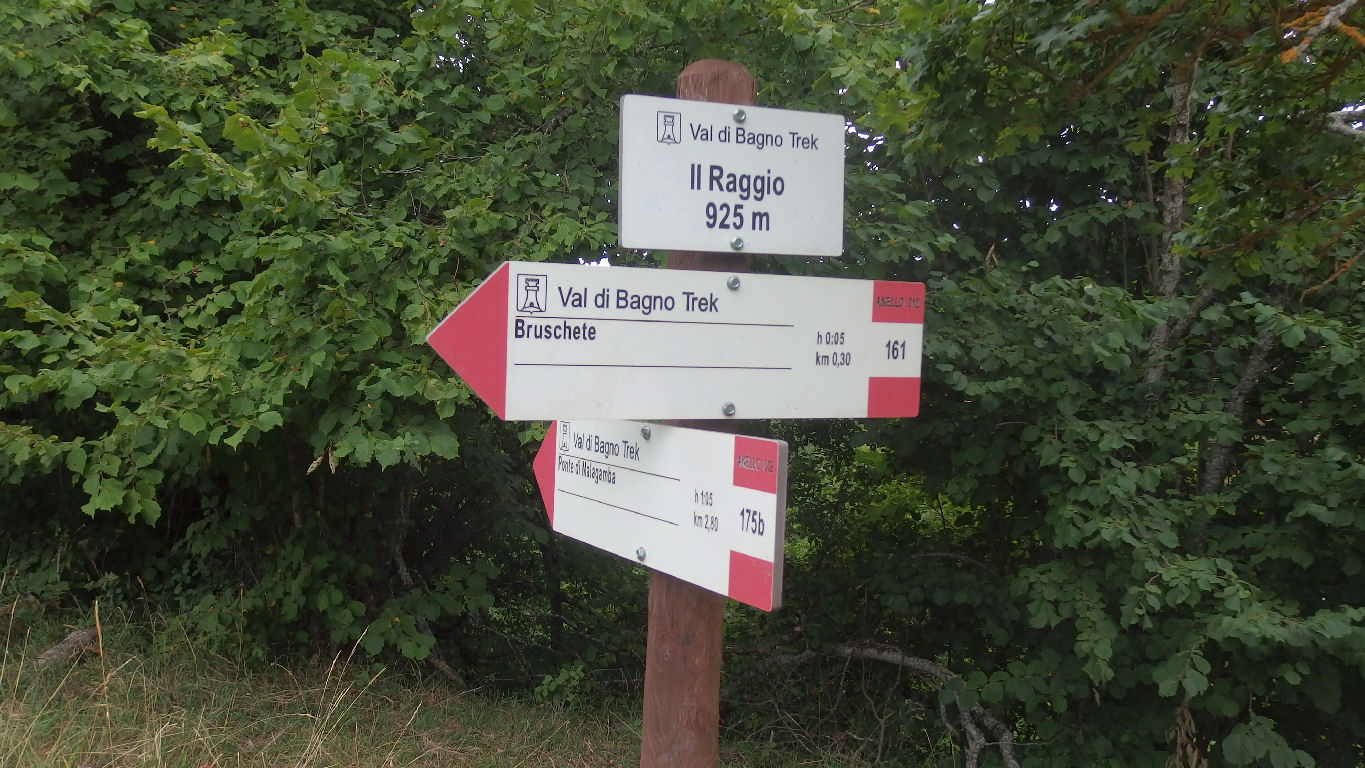 Val di Bagno Trek
Il Raggio
925 m
Val di Bagno Trek
Bruschete
h 0:05
km 0,30
ANELLO 012
161
Val di Bagno Trek
Ponte di Malagamba
h 1:05
km 2,80
ANELLO 012
175b